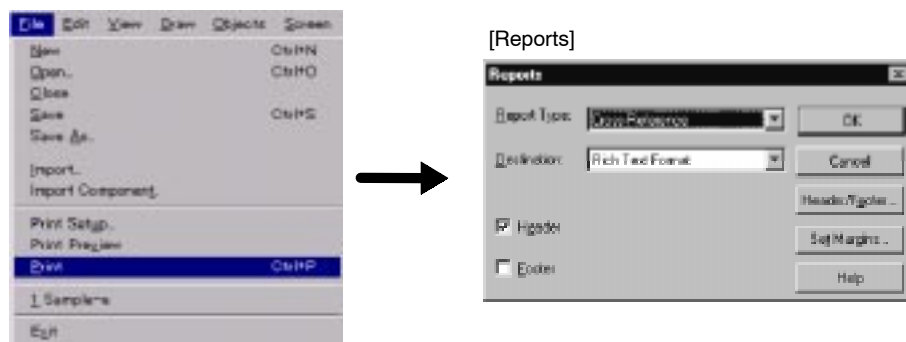 File Edit View Draw Objects Screen
New Ctrl+N
Open.. Ctrl+O
Close
Save Ctrl+S
Save As..
Import..
Import Component.
Print Setup..
Print Preview
Print Ctrl+P
1 Sample~a
Exit
[Reports]
Reports
Report Type: Cross Reference OK
Destination: Rich Text Format Cancel
Header/Footer...
Header Set Margins...
Footer Help